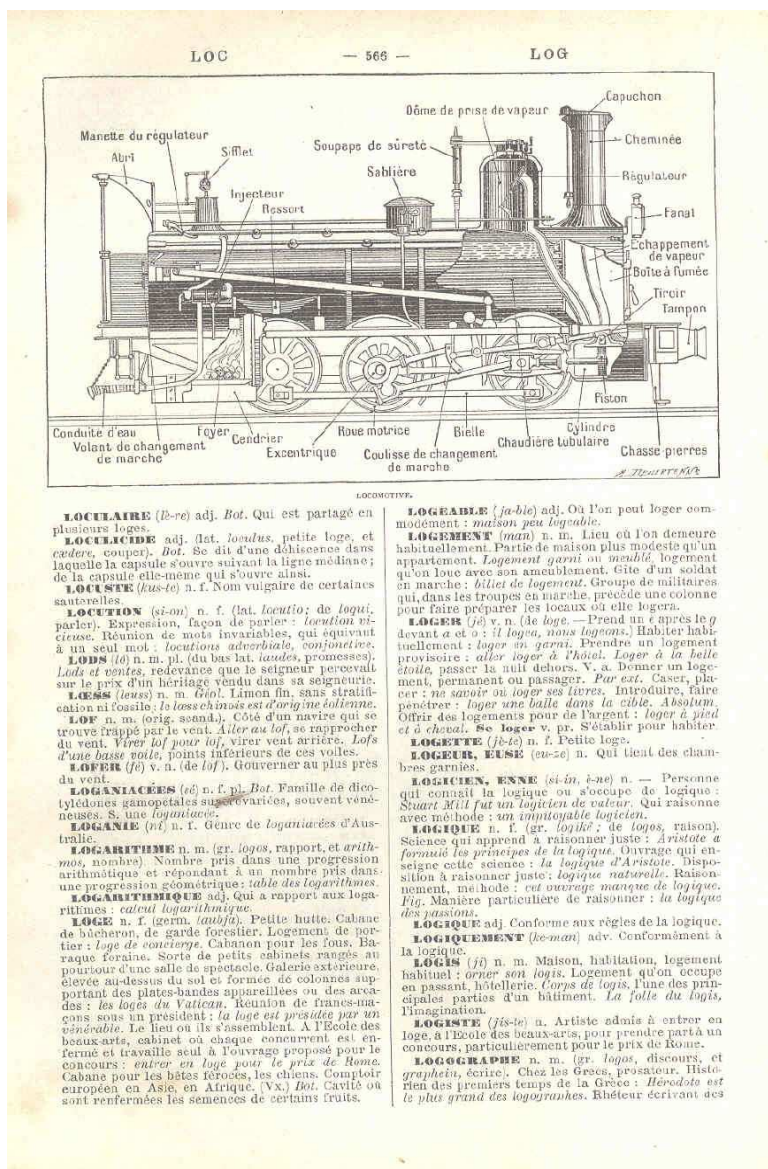 LOC — 566 — LOG
Capuchon
Dôme de prise de vapeur
Manette du régulateur
Soupape de sûreté
Cheminée
Abri
Sifflet
Sablière
Régulateur
Injecteur
Ressort
Fanal
Echappement
de vapeur
Boîte à fumée
Tiroir
Tampon
Piston
Conduite d'eau
Foyer
Cendrier
Roue motrice
Bielle
Cylindre
Volant de changement
de marche
Excentrique
Coulisse de changement
de marche
Chaudière tubulaire
Chasse-pierres
LOCOMOTIVE.
LOCULAIRE (lè-re) adj. Bot. Qui est partagé en
plusieurs loges.
LOCULICIDE adj. (lat. loculus, petite loge, et
cædere, couper). Bot. Se dit d'une déhiscence dans
laquelle la capsule s'ouvre suivant la ligne médiane ;
de la capsule elle-même qui s'ouvre ainsi.
LOCUSTE (kus-te) n. f. Nom vulgaire de certaines
sauterelles.
LOCUTION (si-on) n. f. (lat. locutio; de loqui,
parler). Expression, façon de parler : locution vi-
cieuse. Réunion de mots invariables, qui équivaut
à un seul mot : locutions adverbiale, conjonctive.
LODS (lô) n. m. pl. (du bas lat. laudes, promesses).
Lods et ventes, redevance que le seigneur percevait
sur le prix d'un héritage vendu dans sa seigneurie.
LŒSS (leuss) n. m. Géol. Limon fin, sans stratifi-
cation ni fossile : le lœss chinois est d'origine éolienne.
LOF n. m. (orig. scand.). Côté d'un navire qui se
trouve frappé par le vent. Aller au lof, se rapprocher
du vent. Virer lof pour lof, virer vent arrière. Lofs
d'une basse voile, points inférieurs de ces voiles.
LOFER (fé) v. n. (de lof). Gouverner au plus près
du vent.
LOGANIACÉES (sé) n. f. pl. Bot. Famille de dico-
tylédones gamopétales superovariées, souvent véné-
neuses. S. une loganiacée.
LOGANIE (nî) n. f. Genre de loganiacées d'Aus-
tralie.
LOGARITHME n. m. (gr. logos, rapport, et arith-
mos, nombre). Nombre pris dans une progression
arithmétique et répondant à un nombre pris dans
une progression géométrique : table des logarithmes.
LOGARITHMIQUE adj. Qui a rapport aux loga-
rithmes : calcul logarithmique.
LOGE n. f. (germ. laubja). Petite hutte. Cabane
de bûcheron, de garde forestier. Logement de por-
tier : loge de concierge. Cabanon pour les fous. Ba-
raque foraine. Sorte de petits cabinets rangés au
pourtour d'une salle de spectacle. Galerie extérieure,
élevée au-dessus du sol et formée de colonnes sup-
portant des plates-bandes appareillées ou des arca-
des : les loges du Vatican. Réunion de francs-ma-
çons sous un président : la loge est présidée par un
vénérable. Le lieu où ils s'assemblent. A l'Ecole des
beaux-arts, cabinet où chaque concurrent est en-
fermé et travaille seul à l'ouvrage proposé pour le
concours : entrer en loge pour le prix de Rome.
Cabane pour les bêtes féroces, les chiens. Comptoir
européen en Asie, en Afrique. (Vx.) Bot. Cavité où
sont renfermées les semences de certains fruits.
LOGEABLE (ja-ble) adj. Où l'on peut loger com-
modément : maison peu logeable.
LOGEMENT (man) n. m. Lieu où l'on demeure
habituellement. Partie de maison plus modeste qu'un
appartement. Logement garni ou meublé, logement
qu'on loue avec son ameublement. Gîte d'un soldat
en marche : billet de logement. Groupe de militaires
qui, dans les troupes en marche, précède une colonne
pour faire préparer les locaux où elle logera.
LOGER (jé) v. n. (de loge. — Prend un e après le g
devant a et o : il logea, nous logeons.) Habiter habi-
tuellement : loger en garni. Prendre un logement
provisoire : aller loger à l'hôtel. Loger à la belle
étoile, passer la nuit dehors. V. a. Donner un loge-
ment, permanent ou passager. Par ext. Caser, pla-
cer : ne savoir où loger ses livres. Introduire, faire
pénétrer : loger une balle dans la cible. Absolum.
Offrir des logements pour de l'argent : loger à pied
et à cheval. Se loger v. pr. S'établir pour habiter.
LOGETTE (jè-te) n. f. Petite loge.
LOGEUR, EUSE (eu-ze) n. Qui tient des cham-
bres garnies.
LOGICIEN, ENNE (si-in, è-ne) n. — Personne
qui connaît la logique ou s'occupe de logique :
Stuart Mill fut un logicien de valeur. Qui raisonne
avec méthode : un impitoyable logicien.
LOGIQUE n. f. (gr. logikê ; de logos, raison).
Science qui apprend à raisonner juste : Aristote a
formulé les principes de la logique. Ouvrage qui en-
seigne cette science : la logique d'Aristote. Dispo-
sition à raisonner juste : logique naturelle. Raison-
nement, méthode : cet ouvrage manque de logique.
Fig. Manière particulière de raisonner : la logique
des passions.
LOGIQUE adj. Conforme aux règles de la logique.
LOGIQUEMENT (ke-man) adv. Conformément à
la logique.
LOGIS (ji) n. m. Maison, habitation, logement
habituel : orner son logis. Logement qu'on occupe
en passant, hôtellerie. Corps de logis, l'une des prin-
cipales parties d'un bâtiment. La folle du logis,
l'imagination.
LOGISTE (jis-te) n. Artiste admis à entrer en
loge, à l'Ecole des beaux-arts, pour prendre part à un
concours, particulièrement pour le prix de Rome.
LOGOGRAPHE n. m. (gr. logos, discours, et
graphein, écrire). Chez les Grecs, prosateur. Histo-
rien des premiers temps de la Grèce : Hérodote est
le plus grand des logographes. Rhéteur écrivant des